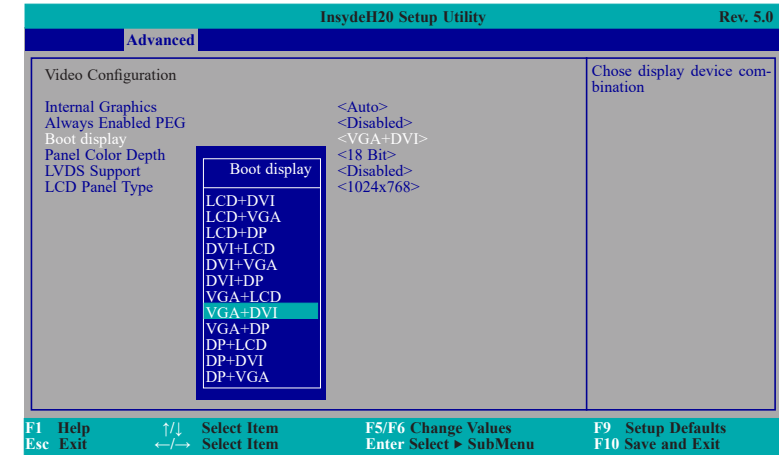 InsydeH20 Setup Utility Rev. 5.0
Advanced
Video Configuration
Internal Graphics <Auto>
Always Enabled PEG <Disabled>
Boot display <VGA+DVI>
Panel Color Depth <18 Bit>
LVDS Support <Disabled>
LCD Panel Type <1024x768>
Boot display
LCD+DVI
LCD+VGA
LCD+DP
DVI+LCD
DVI+VGA
DVI+DP
VGA+LCD
VGA+DVI
VGA+DP
DP+LCD
DP+DVI
DP+VGA
Chose display device com-
bination
F1 Help ↑/↓ Select Item F5/F6 Change Values F9 Setup Defaults
Esc Exit ←/→ Select Item Enter Select ► SubMenu F10 Save and Exit